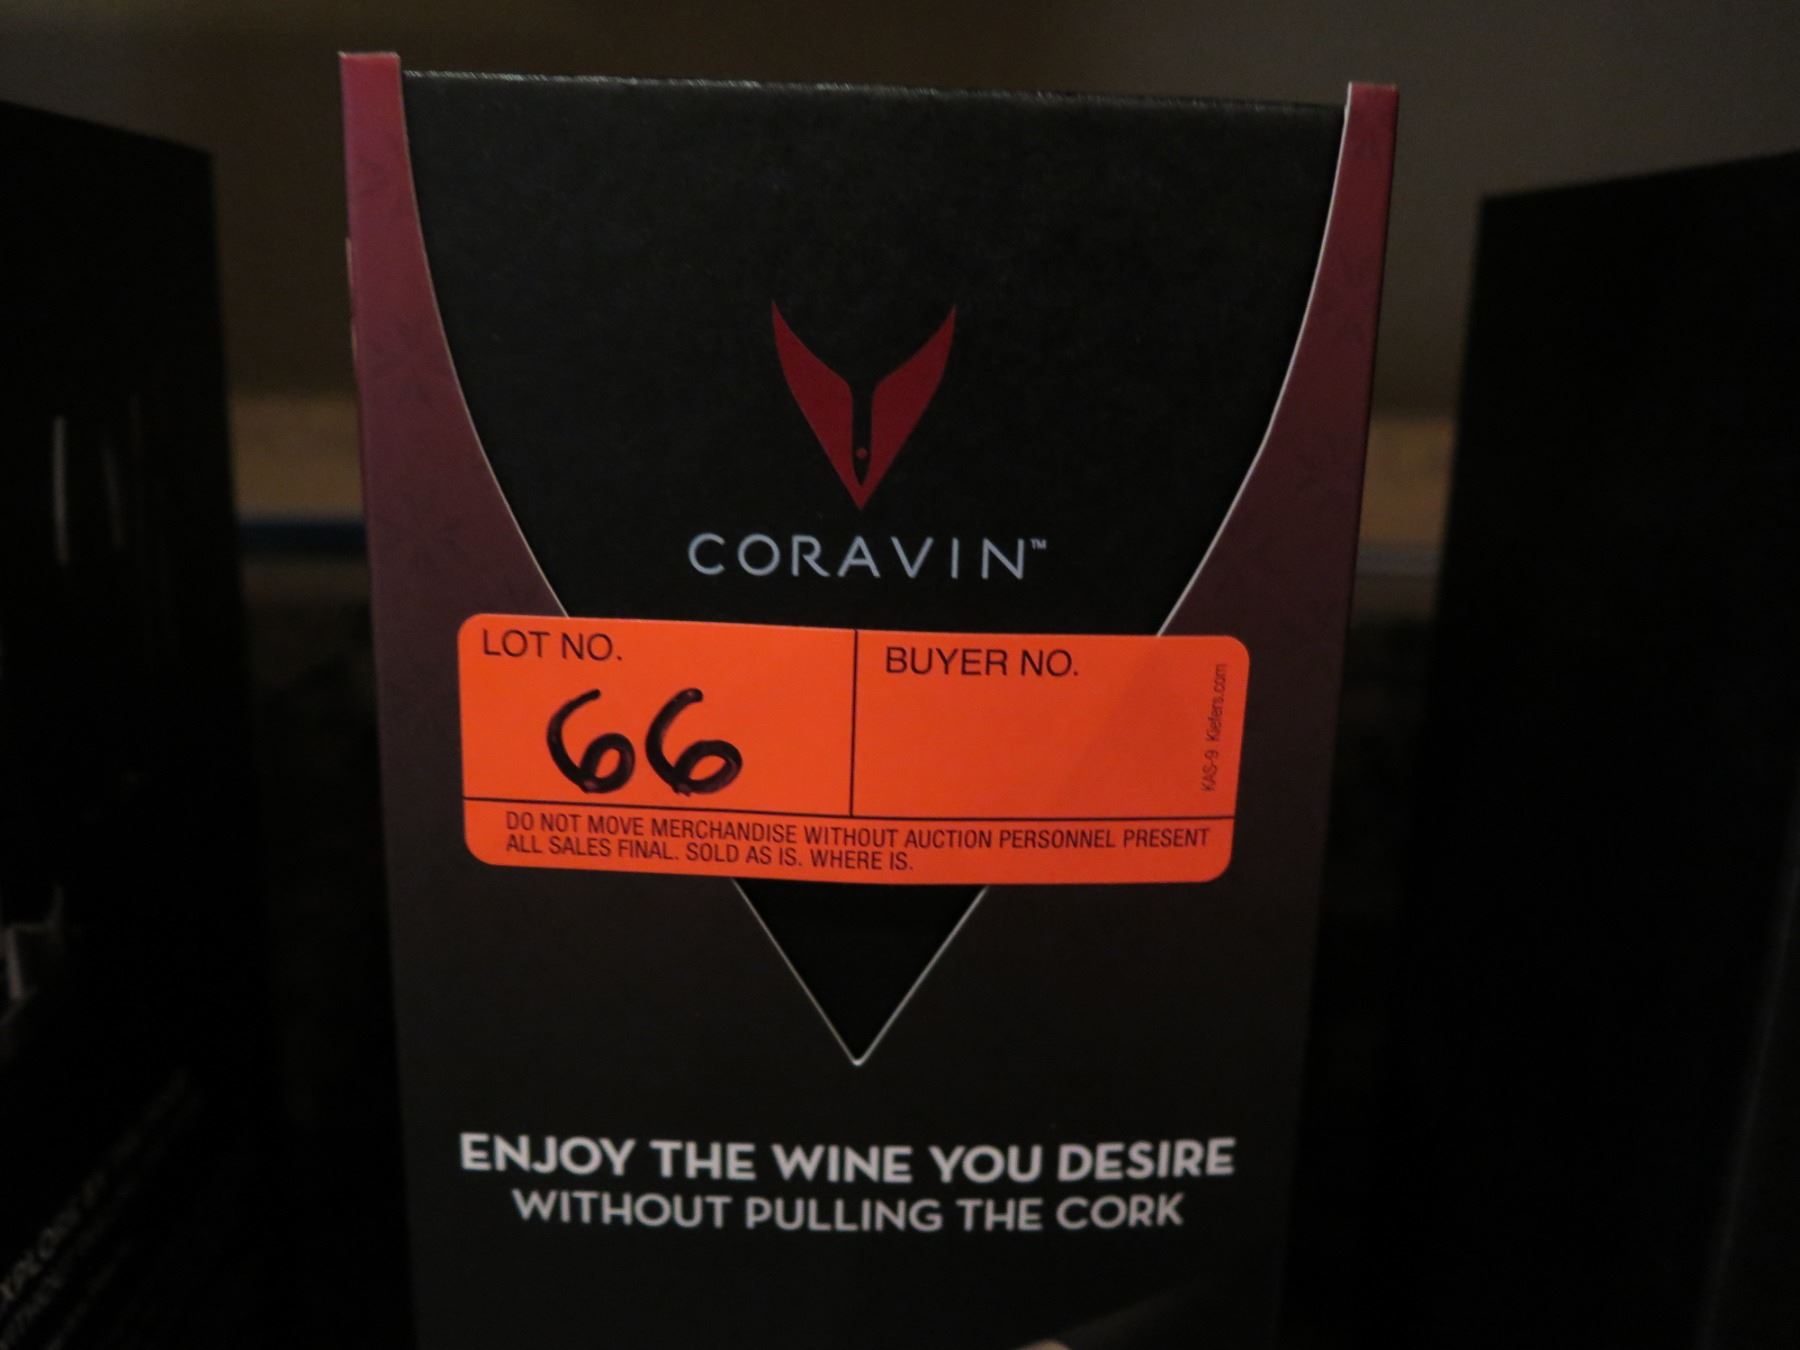 CORAVIN™
LOT NO.
66
BUYER NO.
KAS-9 Kiefers.com
DO NOT MOVE MERCHANDISE WITHOUT AUCTION PERSONNEL PRESENT
ALL SALES FINAL. SOLD AS IS. WHERE IS.
ENJOY THE WINE YOU DESIRE
WITHOUT PULLING THE CORK